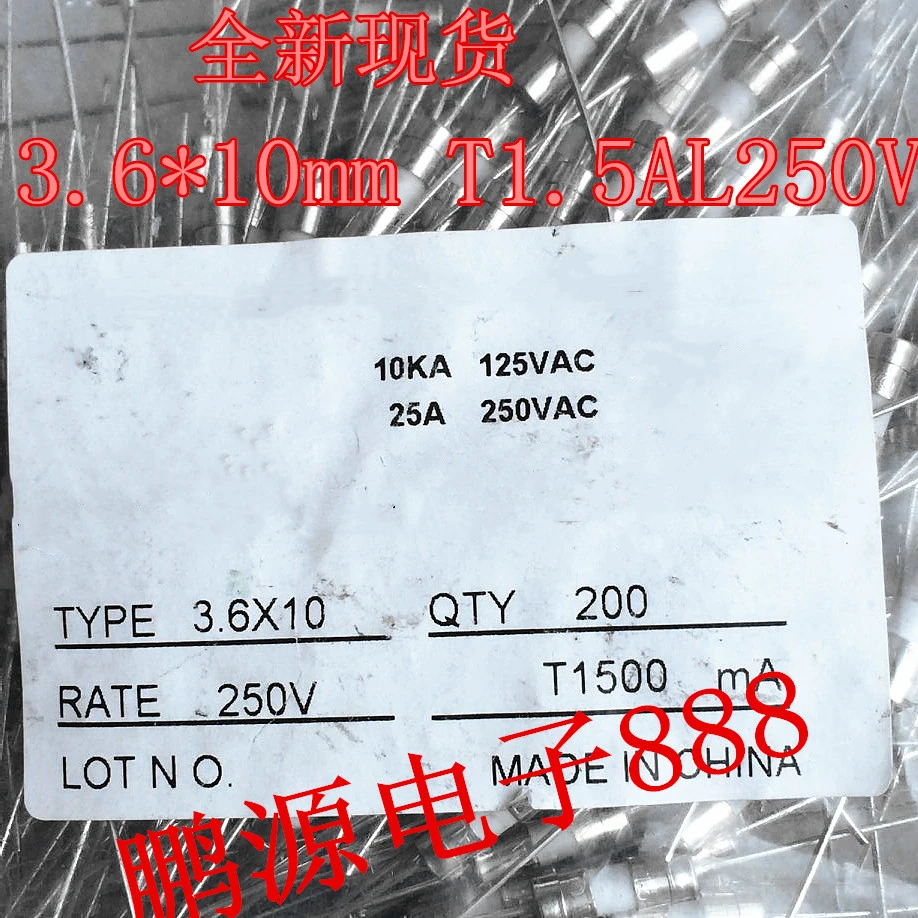 全新现货
3.6*10mm T1.5AL250V
10KA 125VAC
25A 250VAC
TYPE 3.6X10 QTY 200
RATE 250V T1500 mA
LOT N O. MADE IN CHINA
鹏源电子888